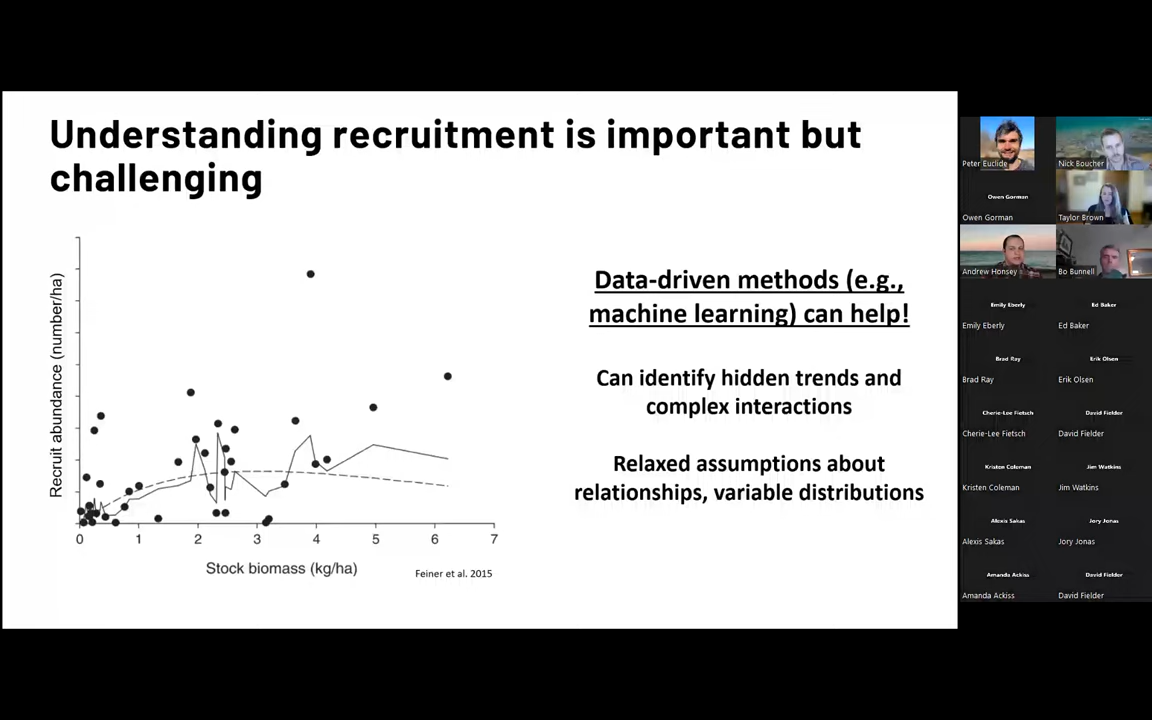 Understanding recruitment is important but
challenging
Recruit abundance (number/ha)
0
1
2
3
4
5
6
7
Stock biomass (kg/ha)
Feiner et al. 2015
Data-driven methods (e.g.,
machine learning) can help!
Can identify hidden trends and
complex interactions
Relaxed assumptions about
relationships, variable distributions
Peter Euclide
Nick Boucher
Owen Gorman
Owen Gorman
Taylor Brown
Andrew Honsey
Bo Bunnell
Emily Eberly
Ed Baker
Emily Eberly
Ed Baker
Brad Ray
Erik Olsen
Brad Ray
Erik Olsen
Cherie-Lee Fietsch
David Fielder
Cherie-Lee Fietsch
David Fielder
Kristen Coleman
Jim Watkins
Kristen Coleman
Jim Watkins
Alexis Sakas
Jory Jonas
Alexis Sakas
Jory Jonas
Amanda Ackiss
David Fielder
Amanda Ackiss
David Fielder